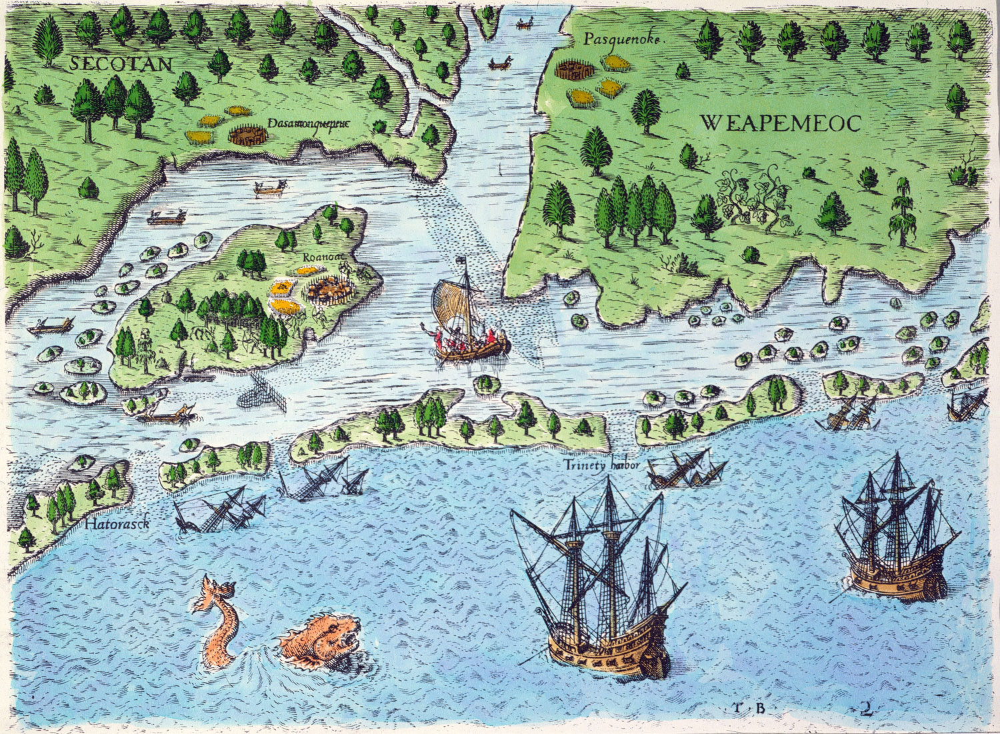 Pasquenoke.
SECOTAN
WEAPEMEOC
Dasamonquepeuc
Roanoac
Trinety harbor
Hatorasck
T B
2